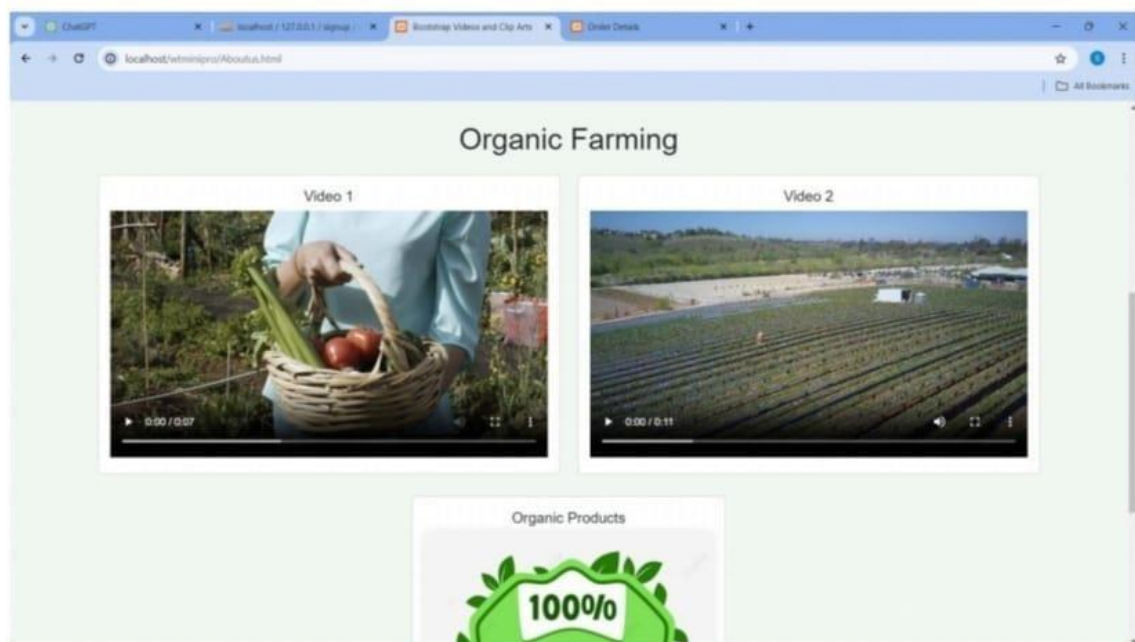 ChatGPT
localhost / 127.0.0.1 / signup /
Bootstrap Videos and Clip Arts
Order Details
localhost/wtminipro/Aboutus.html
All Bookmarks
Organic Farming
Video 1
Video 2
0:00 / 0:07
0:00 / 0:11
Organic Products
100%